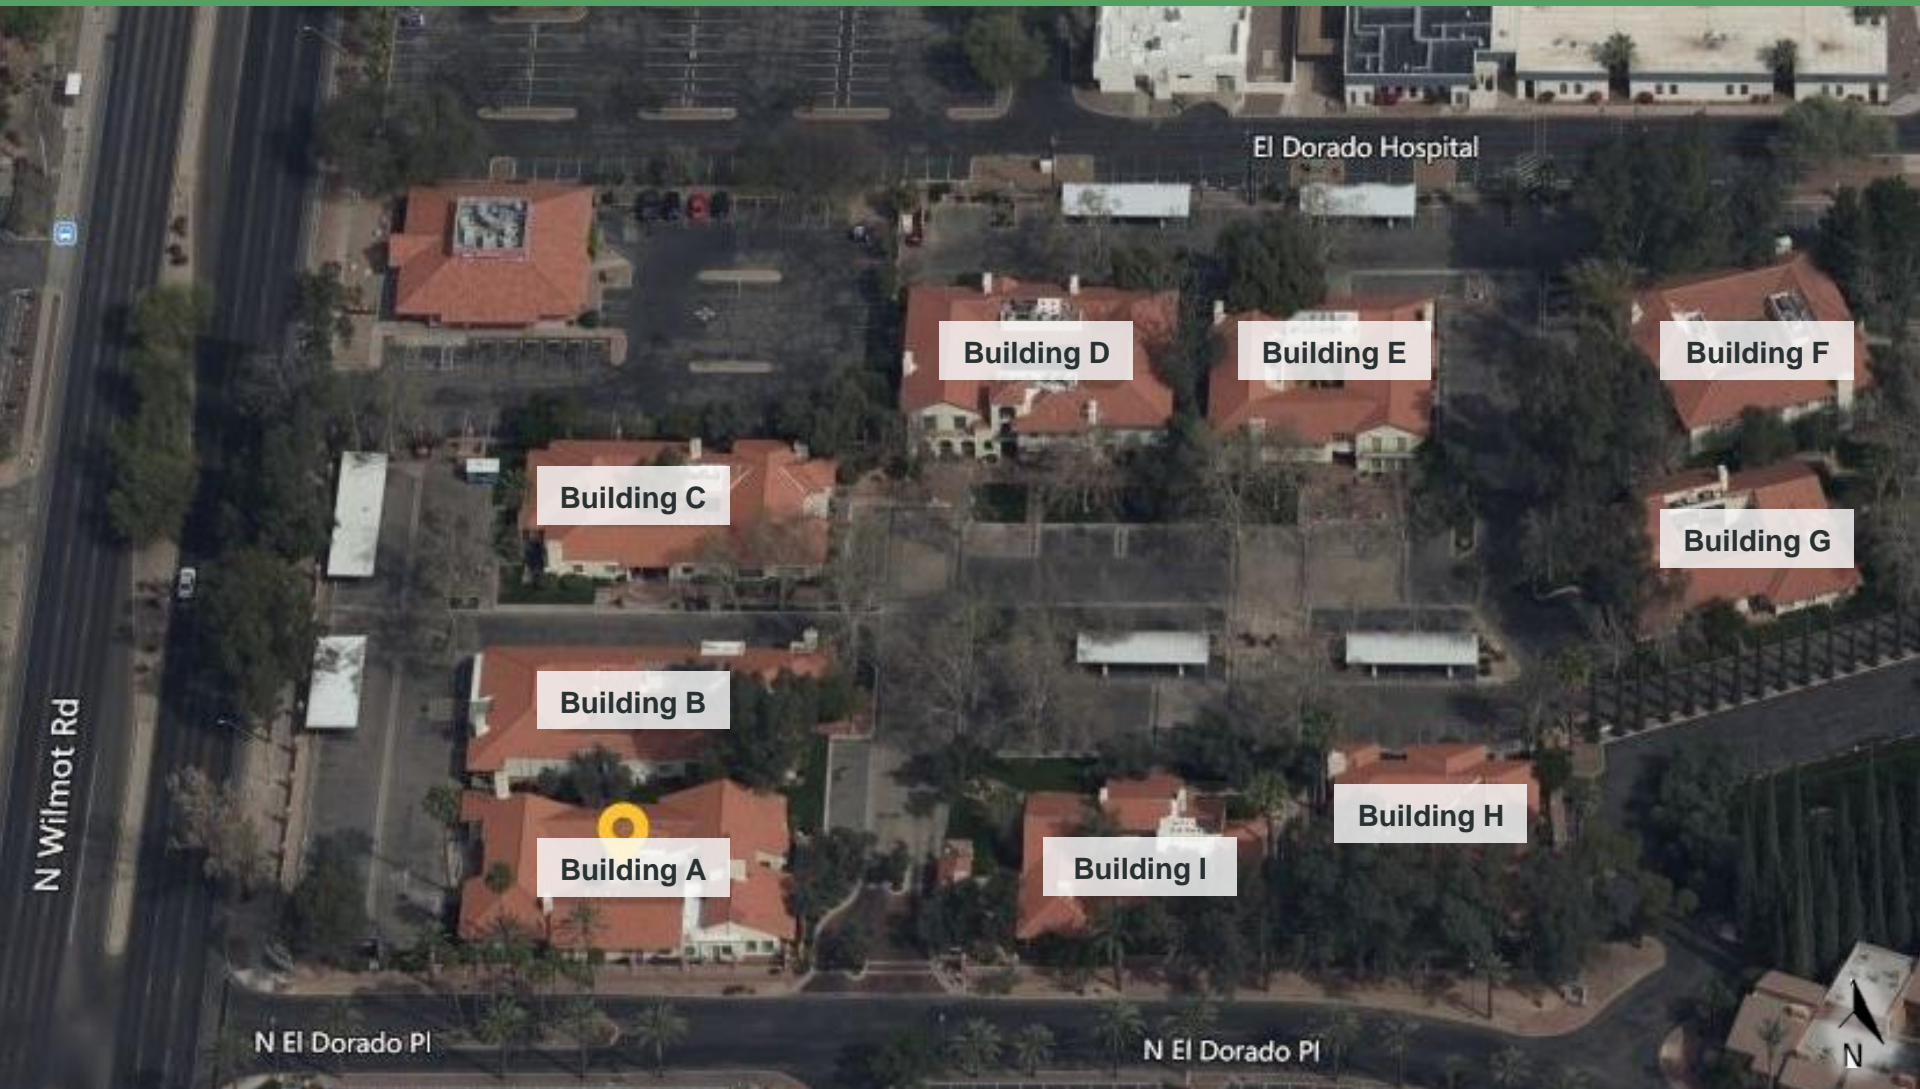 El Dorado Hospital
Building D
Building E
Building F
Building C
Building G
Building B
N Wilmot Rd
Building H
Building A
Building I
N El Dorado Pl
N El Dorado Pl
N